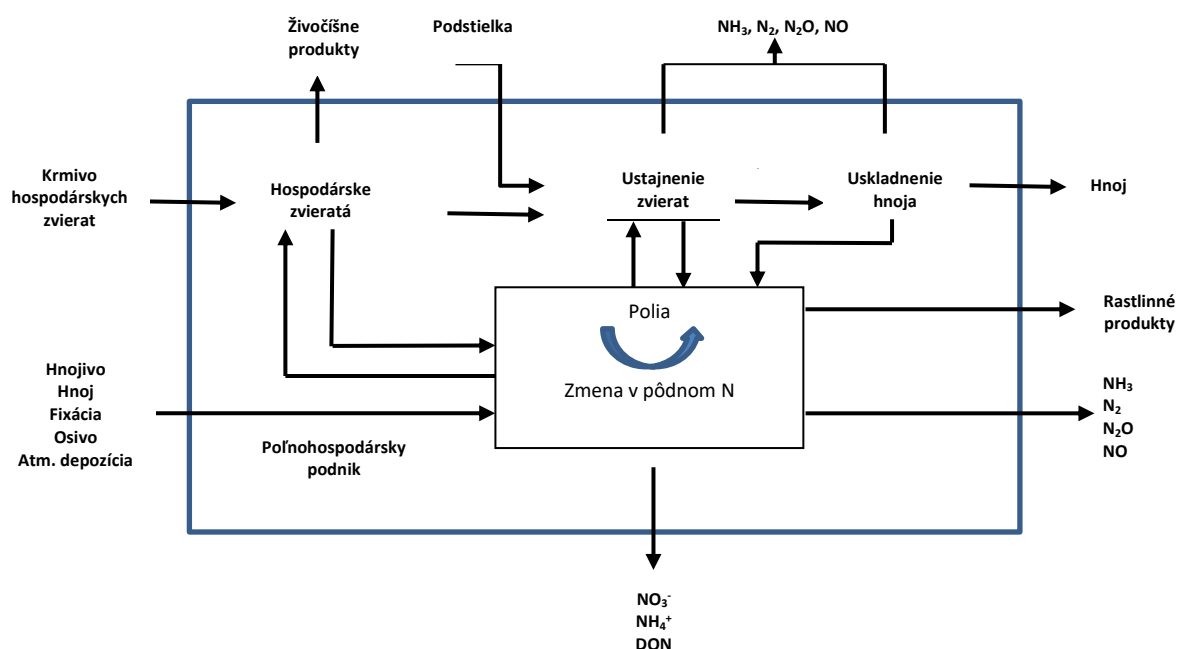 Živočíšne
produkty
Podstielka
NH₃, N₂, N₂O, NO
Krmivo
hospodárskych
zvierat
Hospodárske
zvieratá
Ustajnenie
zvierat
Uskladnenie
hnoja
Hnoj
Polia
Zmena v pôdnom N
Rastlinné
produkty
Hnojivo
Hnoj
Fixácia
Osivo
Atm. depozícia
Poľnohospodársky
podnik
NH₃
N₂
N₂O
NO
NO₃⁻
NH₄⁺
DON